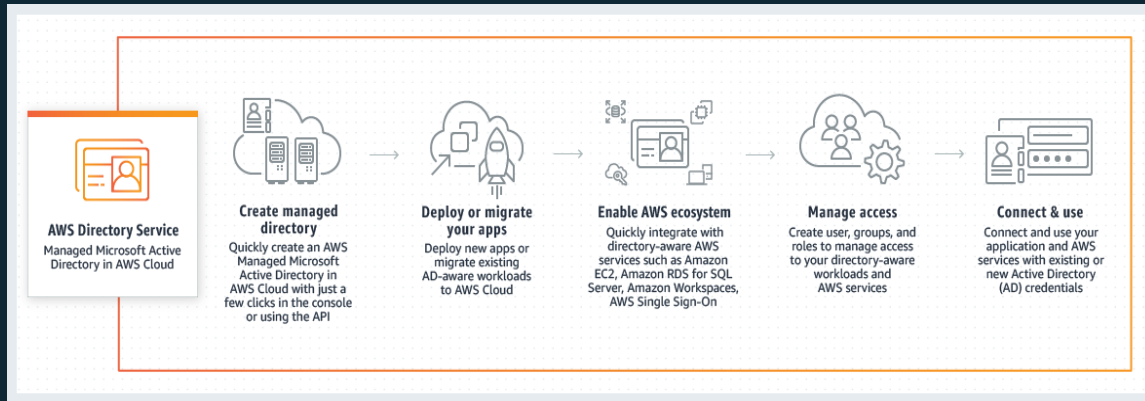 AWS Directory Service
Managed Microsoft Active
Directory in AWS Cloud
Create managed
directory
Quickly create an AWS
Managed Microsoft
Active Directory in
AWS Cloud with just a
few clicks in the console
or using the API
Deploy or migrate
your apps
Deploy new apps or
migrate existing
AD-aware workloads
to AWS Cloud
Enable AWS ecosystem
Quickly integrate with
directory-aware AWS
services such as Amazon
EC2, Amazon RDS for SQL
Server, Amazon Workspaces,
AWS Single Sign-On
Manage access
Create user, groups, and
roles to manage access
to your directory-aware
workloads and
AWS services
Connect & use
Connect and use your
application and AWS
services with existing or
new Active Directory
(AD) credentials